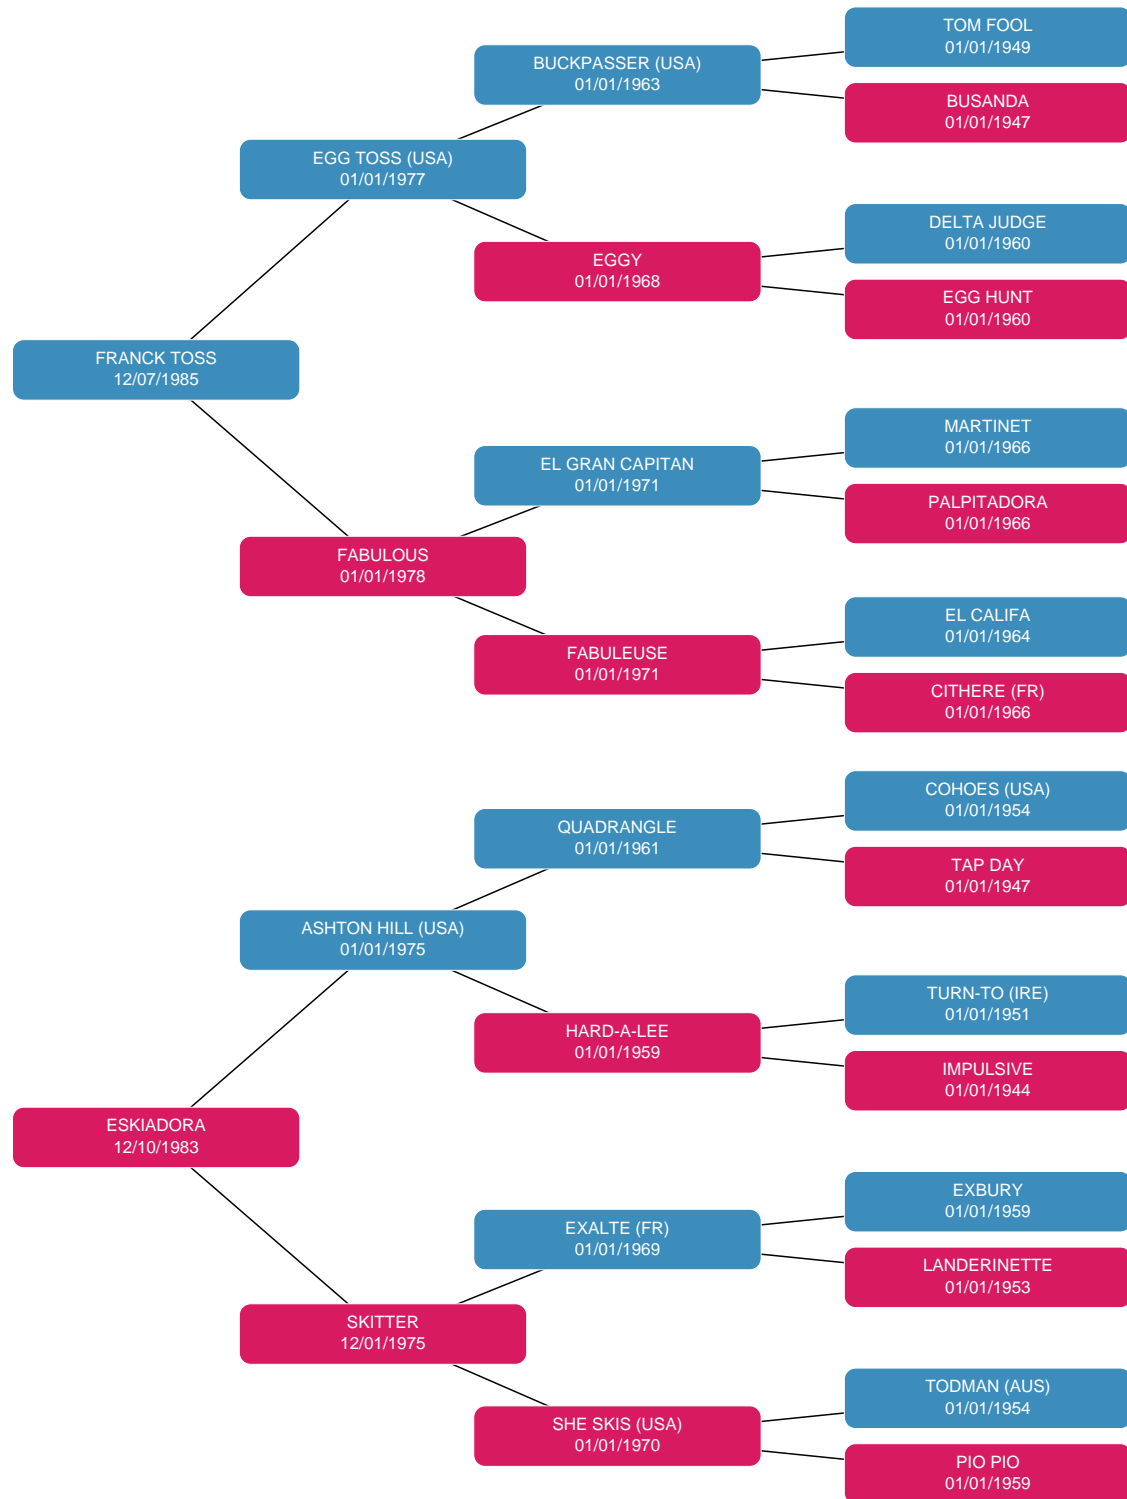 TOM FOOL
01/01/1949
BUCKPASSER (USA)
01/01/1963
BUSANDA
01/01/1947
EGG TOSS (USA)
01/01/1977
DELTA JUDGE
01/01/1960
EGGY
01/01/1968
EGG HUNT
01/01/1960
FRANCK TOSS
12/07/1985
MARTINET
01/01/1966
EL GRAN CAPITAN
01/01/1971
PALPITADORA
01/01/1966
FABULOUS
01/01/1978
EL CALIFA
01/01/1964
FABULEUSE
01/01/1971
CITHERE (FR)
01/01/1966
COHOES (USA)
01/01/1954
QUADRANGLE
01/01/1961
TAP DAY
01/01/1947
ASHTON HILL (USA)
01/01/1975
TURN-TO (IRE)
01/01/1951
HARD-A-LEE
01/01/1959
IMPULSIVE
01/01/1944
ESKIADORA
12/10/1983
EXBURY
01/01/1959
EXALTE (FR)
01/01/1969
LANDERINETTE
01/01/1953
SKITTER
12/01/1975
TODMAN (AUS)
01/01/1954
SHE SKIS (USA)
01/01/1970
PIO PIO
01/01/1959